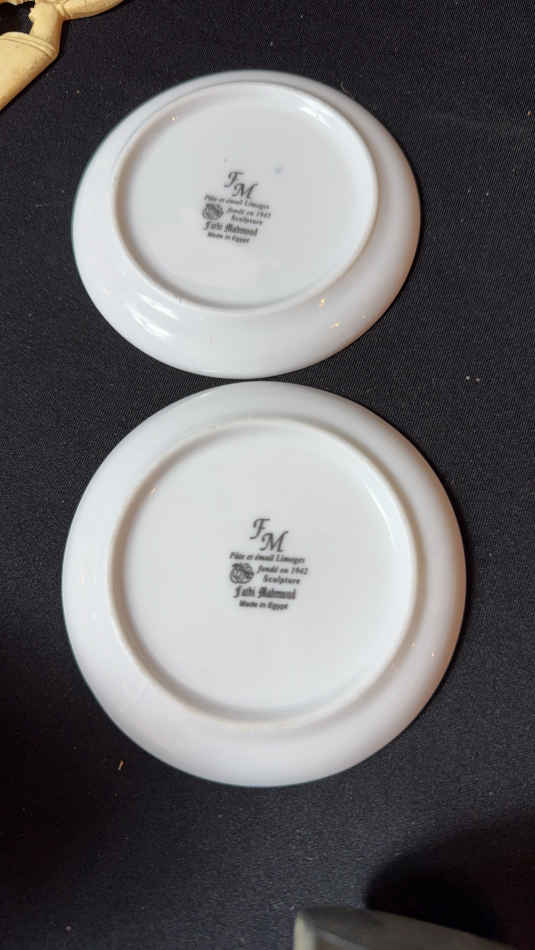 FM
Pâte et émail Limoges
fondé en 1942
Sculpture
Fathi Mahmoud
Made in Egypt
FM
Pâte et émail Limoges
fondé en 1942
Sculpture
Fathi Mahmoud
Made in Egypt